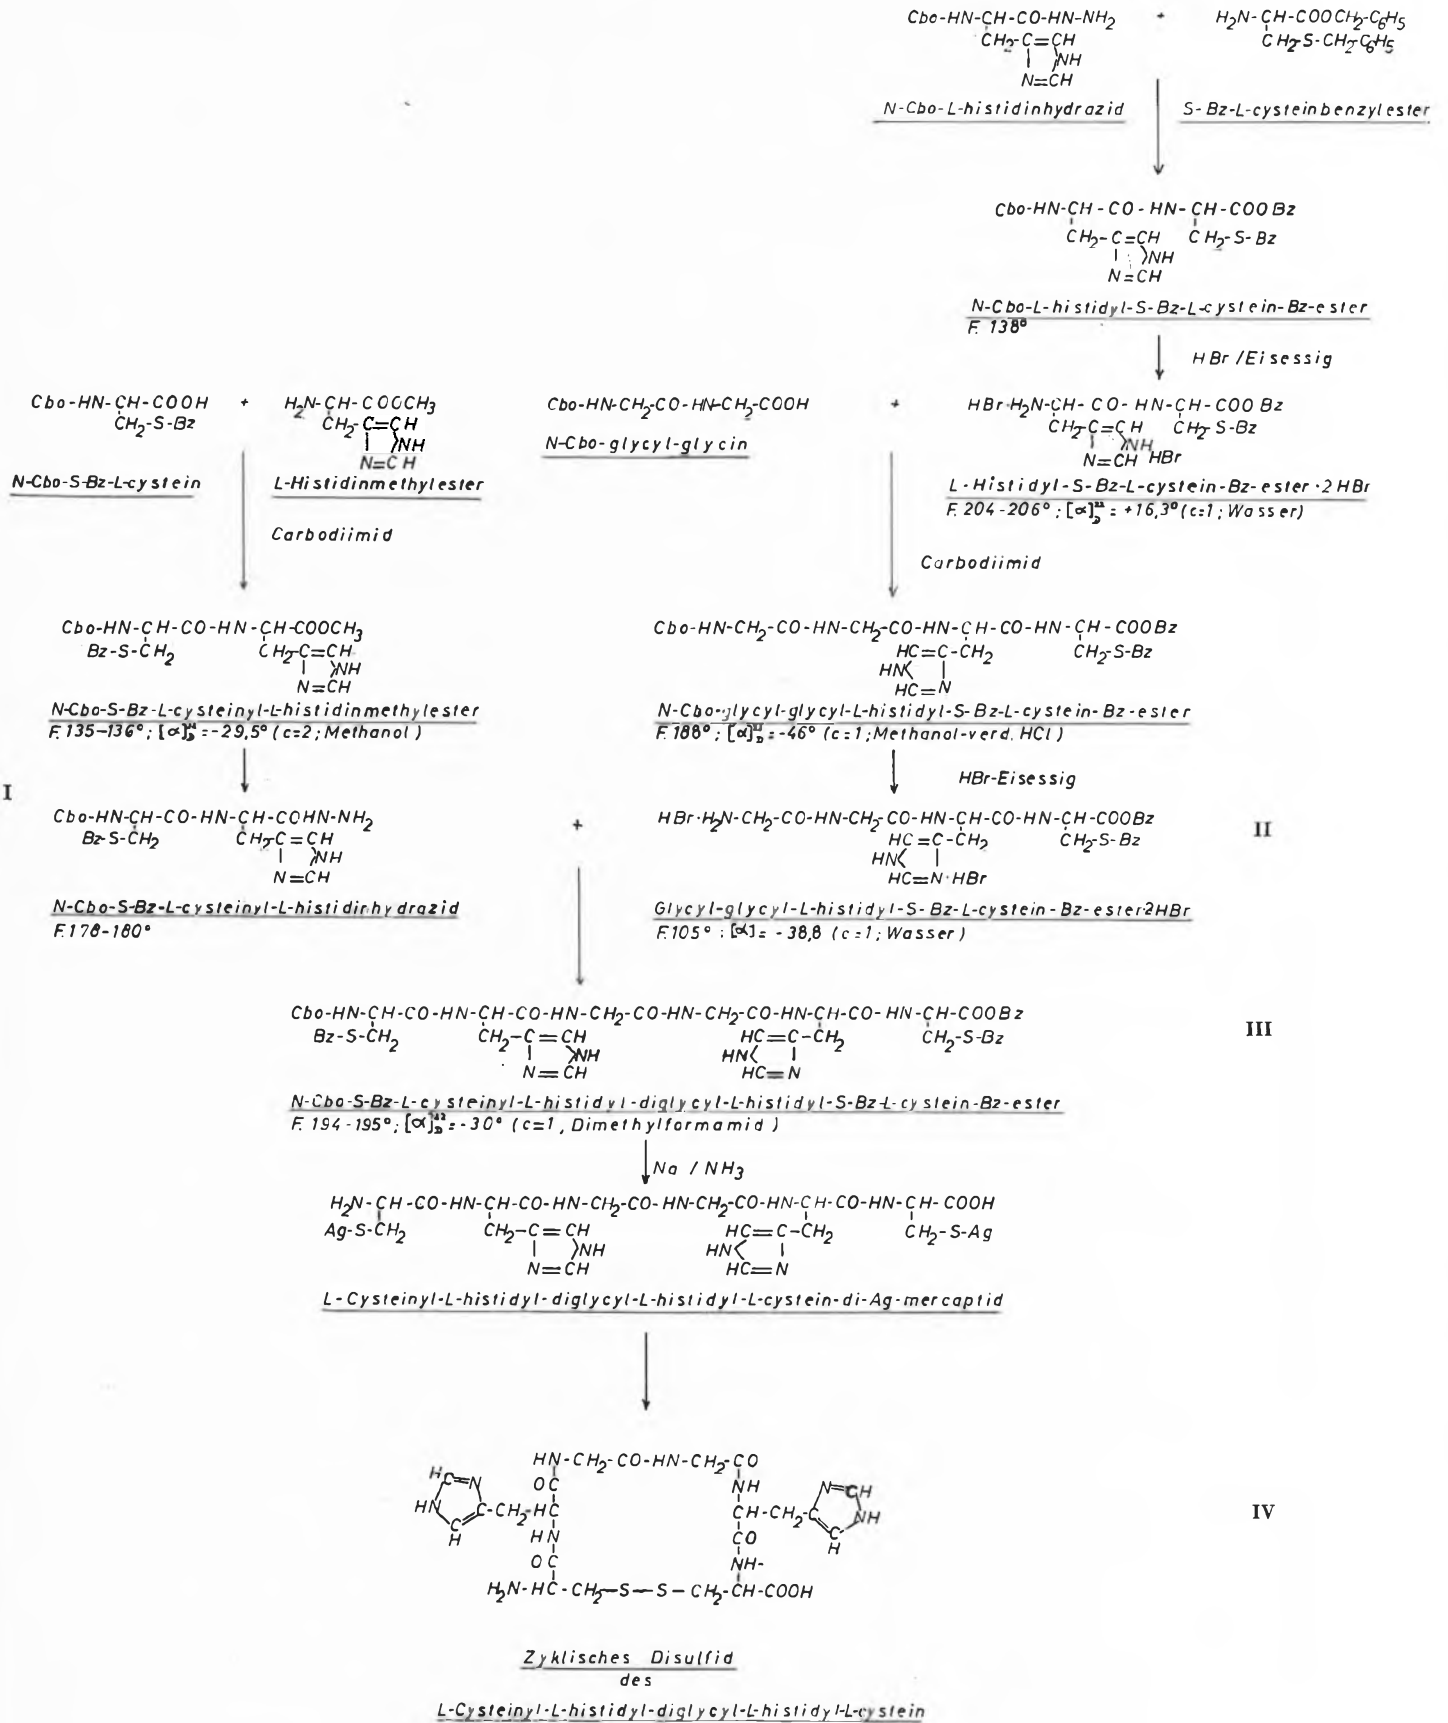 Cbo-HN-CH-CO-HN-NH2 + H2N-CH-COOCH2-C6H5
CH2-C=CH CH2-S-CH2-C6H5
NH
N=CH
N-Cbo-L-histidinhydrazid S-Bz-L-cysteinbenzylester
Cbo-HN-CH-CO-HN-CH-COOBz
CH2-C=CH CH2-S-Bz
NH
N=CH
N-Cbo-L-histidyl-S-Bz-L-cystein-Bz-ester
F. 138°
HBr/Eisessig
Cbo-HN-CH-COOH + H2N-CH-COOCH3
CH2-S-Bz CH2-C=CH
NH
N=CH
N-Cbo-S-Bz-L-cystein L-Histidinmethylester
Carbodiimid
Cbo-HN-CH2-CO-HN-CH2-COOH + HBr·H2N-CH-CO-HN-CH-COOBz
N-Cbo-glycyl-glycin
CH2-C=CH CH2-S-Bz
NH
N=CH HBr
L-Histidyl-S-Bz-L-cystein-Bz-ester·2HBr
F. 204-206°; [α]D22 = +16,3° (c=1; Wasser)
Carbodiimid
Cbo-HN-CH-CO-HN-CH-COOCH3
Bz-S-CH2 CH2-C=CH
NH
N=CH
N-Cbo-S-Bz-L-cysteinyl-L-histidinmethylester
F. 135-136°; [α]D =-29,5° (c=2; Methanol)
Cbo-HN-CH2-CO-HN-CH2-CO-HN-CH-CO-HN-CH-COOBz
HC=C-CH2 CH2-S-Bz
HN
HC=N
N-Cbo-glycyl-glycyl-L-histidyl-S-Bz-L-cystein-Bz-ester
F. 188°; [α]D =-46° (c=1; Methanol-verd. HCl)
HBr-Eisessig
I
Cbo-HN-CH-CO-HN-CH-COHN-NH2 +
Bz-S-CH2 CH2-C=CH
NH
N=CH
N-Cbo-S-Bz-L-cysteinyl-L-histidinhydrazid
F. 178-180°
HBr·H2N-CH2-CO-HN-CH2-CO-HN-CH-CO-HN-CH-COOBz
II
HC=C-CH2 CH2-S-Bz
HN
HC=N·HBr
Glycyl-glycyl-L-histidyl-S-Bz-L-cystein-Bz-ester·2HBr
F. 105°; [α]= -38,8 (c=1; Wasser)
Cbo-HN-CH-CO-HN-CH-CO-HN-CH2-CO-HN-CH2-CO-HN-CH-CO-HN-CH-COOBz
III
Bz-S-CH2 CH2-C=CH HC=C-CH2 CH2-S-Bz
NH HN
N=CH HC=N
N-Cbo-S-Bz-L-cysteinyl-L-histidyl-diglycyl-L-histidyl-S-Bz-L-cystein-Bz-ester
F. 194-195°; [α]D22 =-30° (c=1, Dimethylformamid)
Na / NH3
H2N-CH-CO-HN-CH-CO-HN-CH2-CO-HN-CH2-CO-HN-CH-CO-HN-CH-COOH
Ag-S-CH2 CH2-C=CH HC=C-CH2 CH2-S-Ag
NH HN
N=CH HC=N
L-Cysteinyl-L-histidyl-diglycyl-L-histidyl-L-cystein-di-Ag-mercaptid
HN-CH2-CO-HN-CH2-CO
HC=N OC NH N=CH
HN C-CH2-HC CH-CH2-C NH
C HN CO C
H OC NH- H
IV
H2N-HC-CH2-S-S-CH2-CH-COOH
Zyklisches Disulfid
des
L-Cysteinyl-L-histidyl-diglycyl-L-histidyl-L-cystein